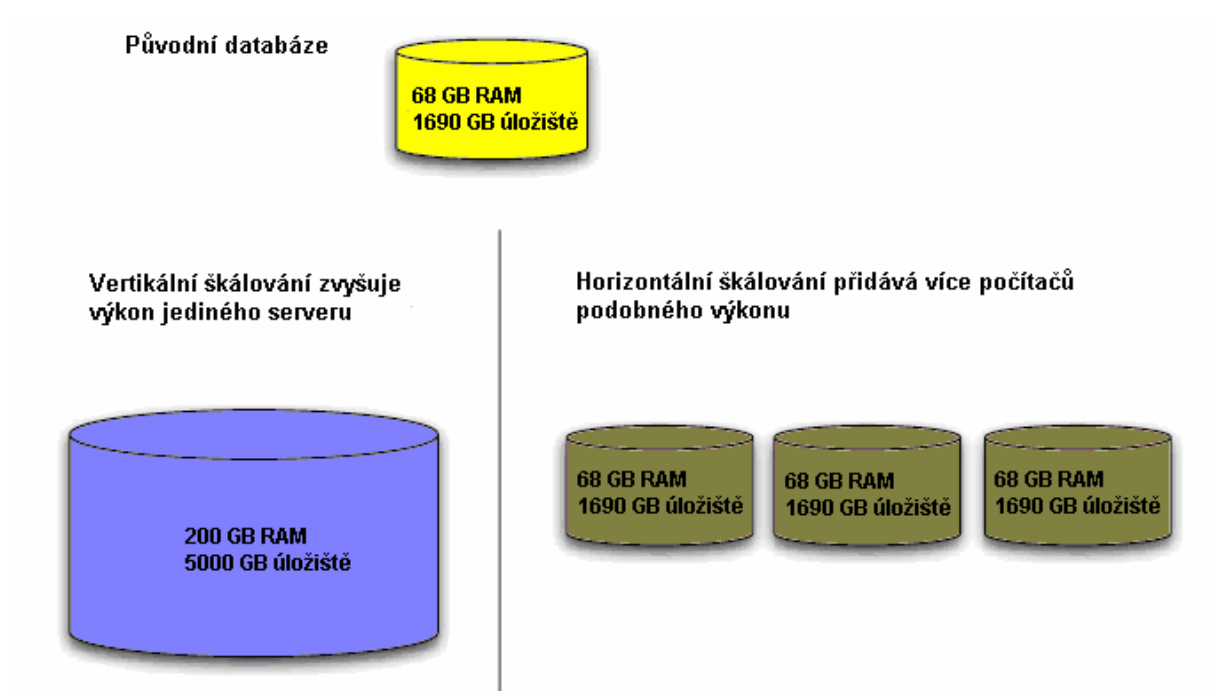 Původní databáze
68 GB RAM
1690 GB úložiště
Vertikální škálování zvyšuje
výkon jediného serveru
Horizontální škálování přidává více počítačů
podobného výkonu
200 GB RAM
5000 GB úložiště
68 GB RAM
1690 GB úložiště
68 GB RAM
1690 GB úložiště
68 GB RAM
1690 GB úložiště